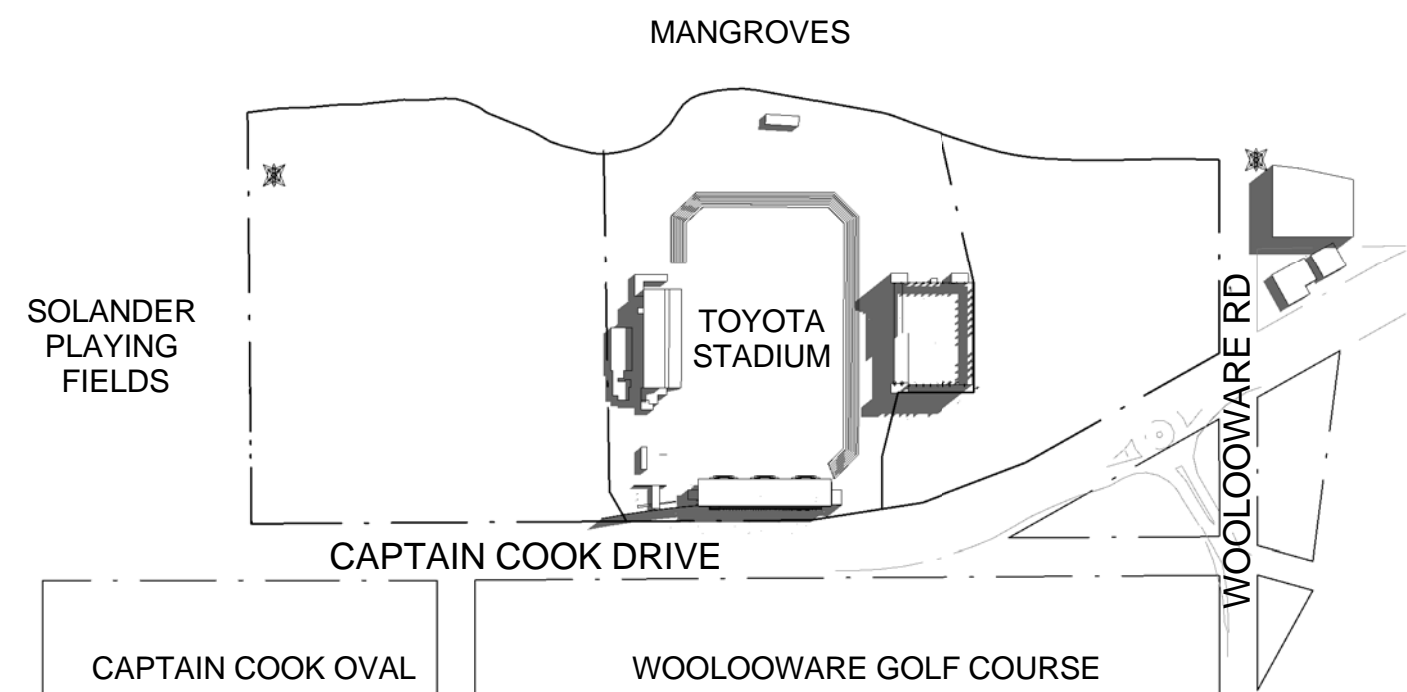 MANGROVES
SOLANDER
PLAYING
FIELDS
TOYOTA
STADIUM
WOOLOOWARE RD
CAPTAIN COOK DRIVE
CAPTAIN COOK OVAL
WOOLOOWARE GOLF COURSE